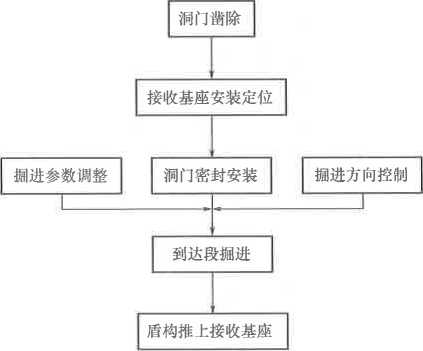 洞门凿除
接收基座安装定位
掘进参数调整
洞门密封安装
掘进方向控制
到达段掘进
盾构推上接收基座